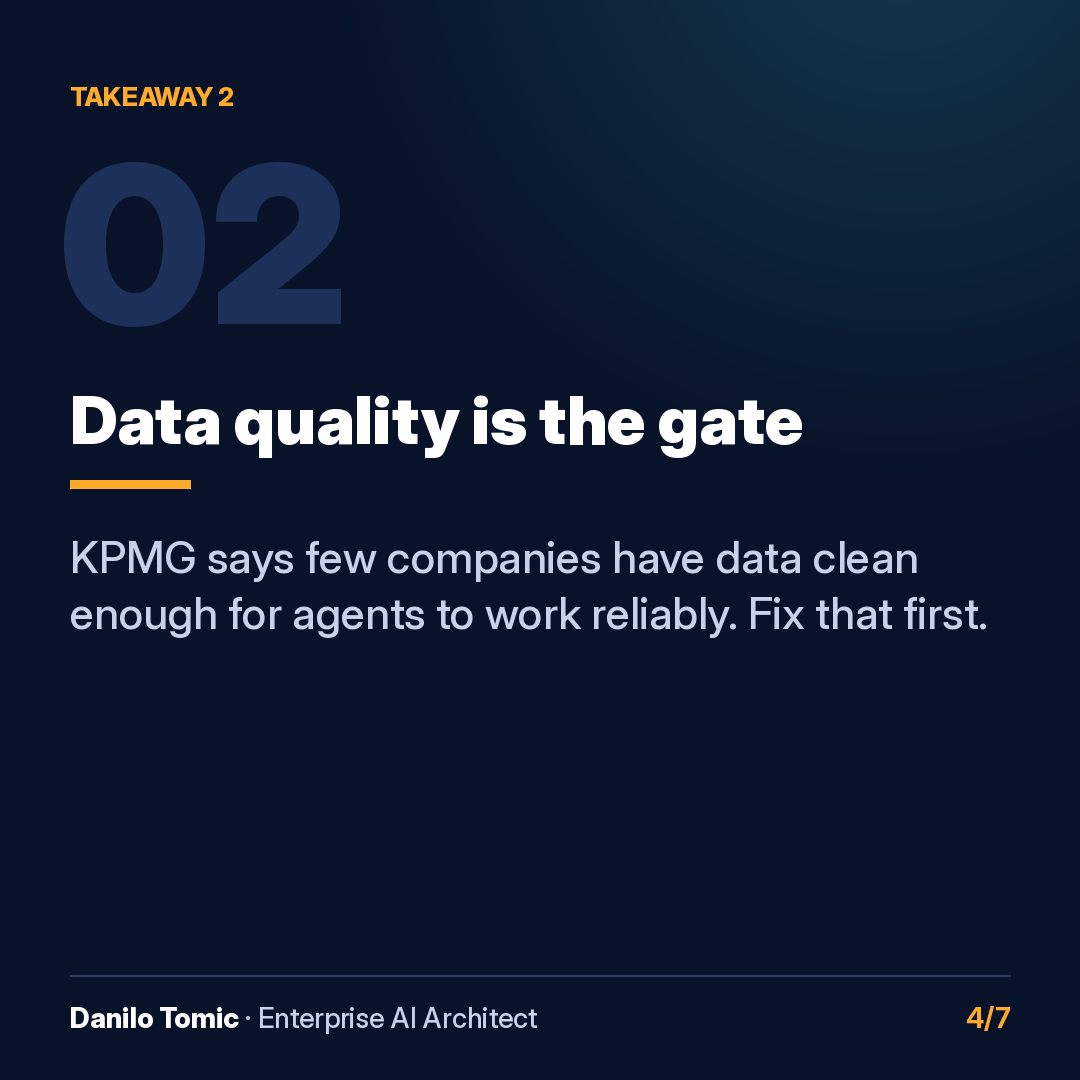 TAKEAWAY 2
02
Data quality is the gate
KPMG says few companies have data clean
enough for agents to work reliably. Fix that first.
Danilo Tomic · Enterprise AI Architect
4/7